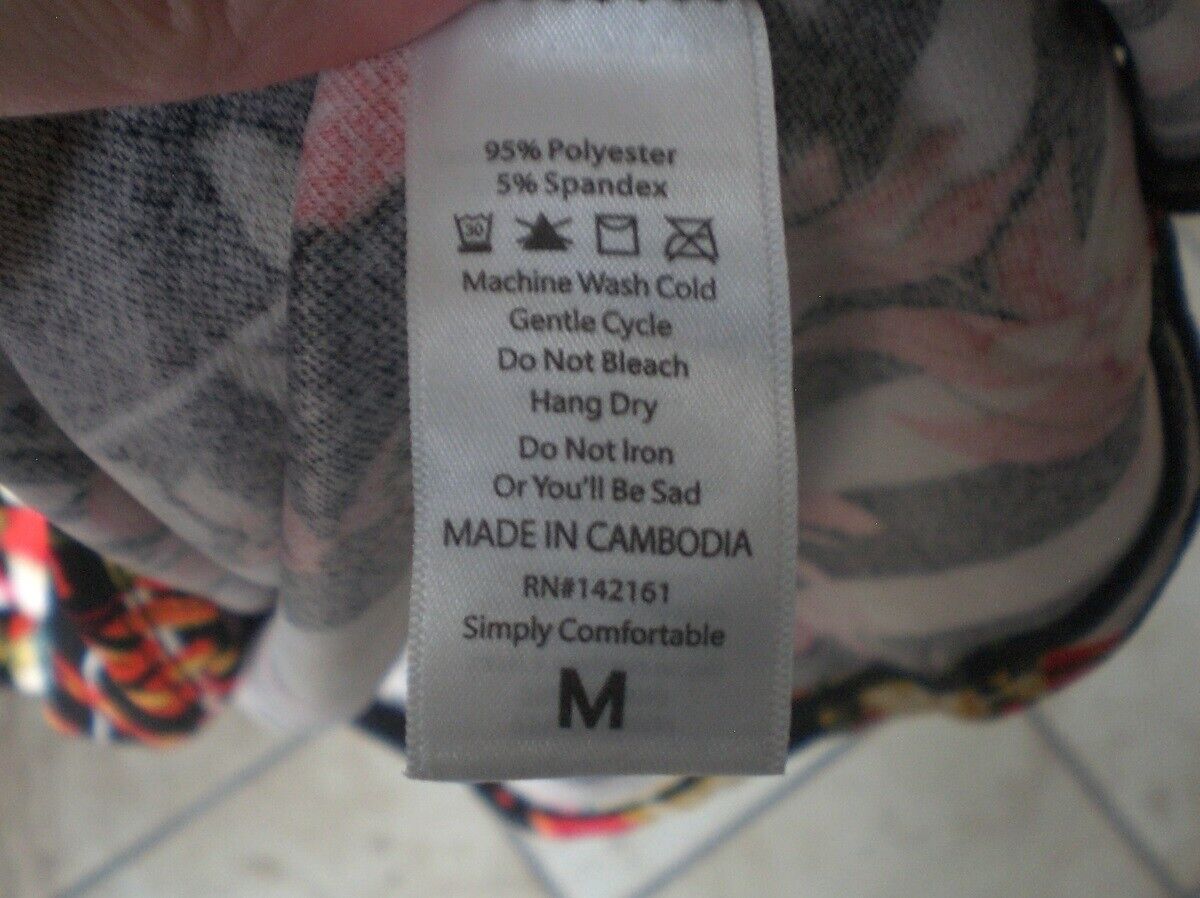 95% Polyester
5% Spandex
30
Machine Wash Cold
Gentle Cycle
Do Not Bleach
Hang Dry
Do Not Iron
Or You'll Be Sad
MADE IN CAMBODIA
RN#142161
Simply Comfortable
M